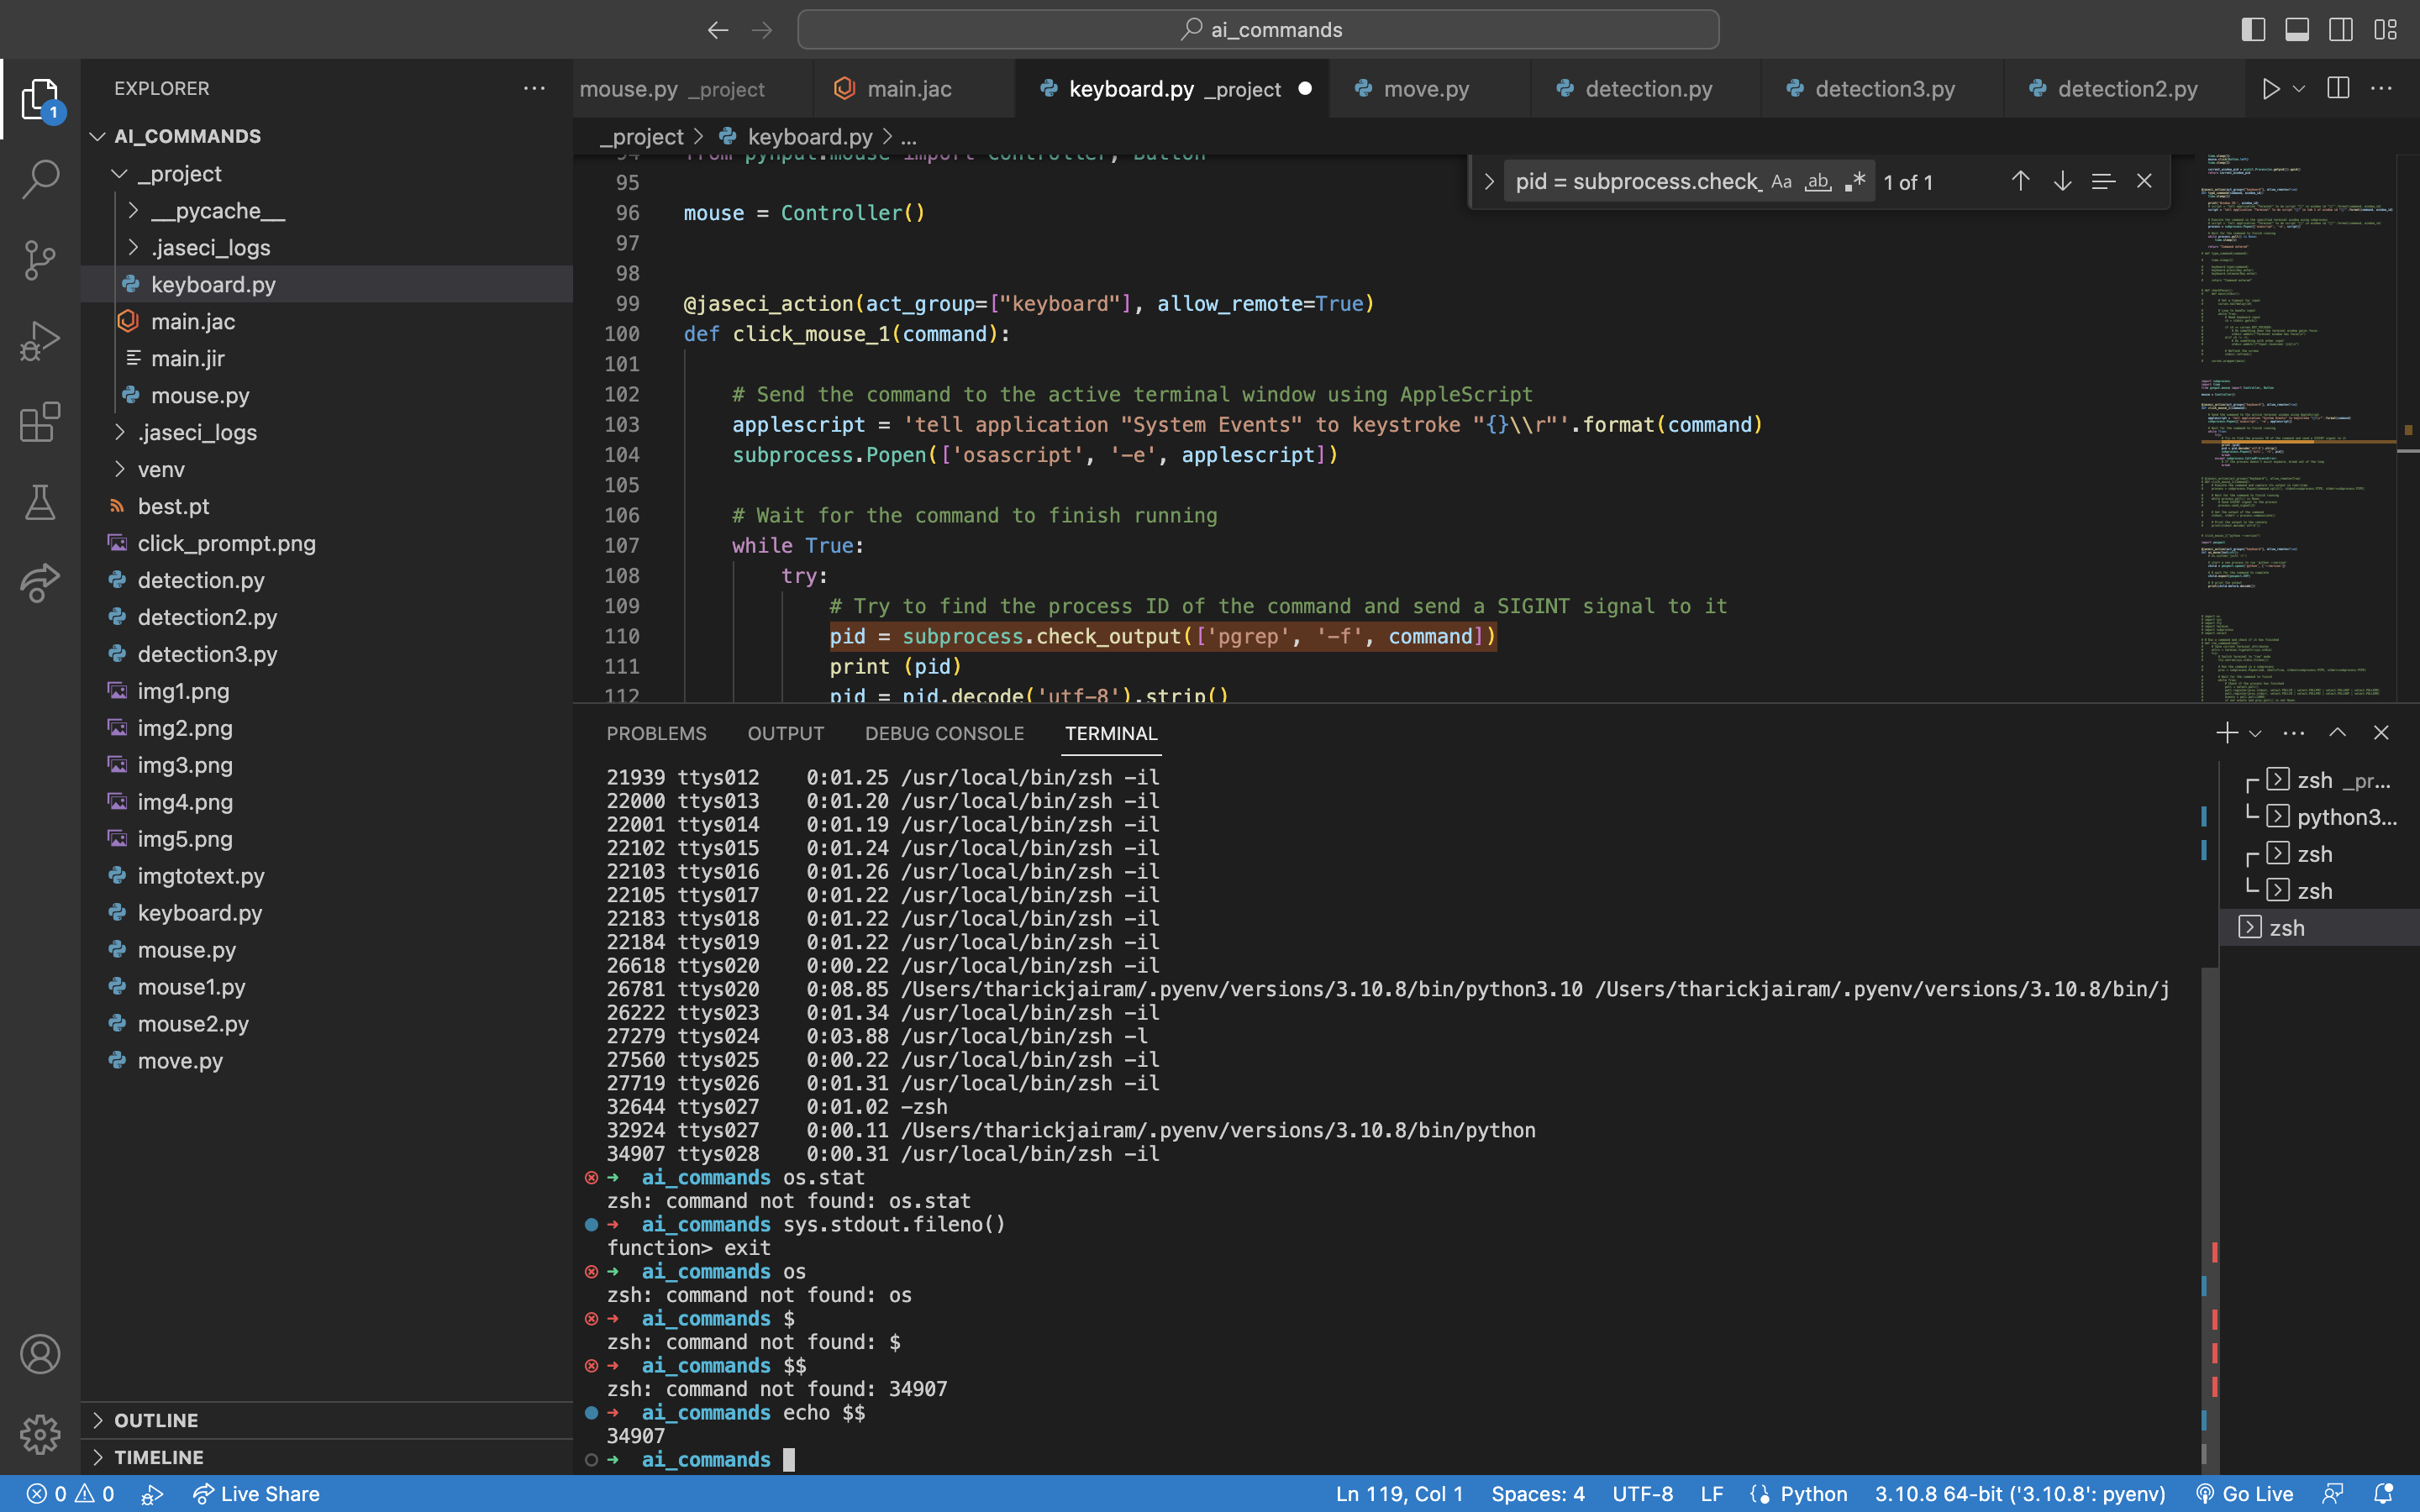 ai_commands
EXPLORER
AI_COMMANDS
_project
__pycache__
.jaseci_logs
keyboard.py
main.jac
main.jir
mouse.py
.jaseci_logs
venv
best.pt
click_prompt.png
detection.py
detection2.py
detection3.py
img1.png
img2.png
img3.png
img4.png
img5.png
imgtotext.py
keyboard.py
mouse.py
mouse1.py
mouse2.py
move.py
OUTLINE
TIMELINE
mouse.py _project
main.jac
keyboard.py _project
move.py
detection.py
detection3.py
detection2.py
_project > keyboard.py > ...
pid = subprocess.check_ Aa ab .* 1 of 1
94 from pynput.mouse import Controller, Button
95
96 mouse = Controller()
97
98
99 @jaseci_action(act_group=["keyboard"], allow_remote=True)
100 def click_mouse_1(command):
101
102 # Send the command to the active terminal window using AppleScript
103 applescript = 'tell application "System Events" to keystroke "{}\\r"'.format(command)
104 subprocess.Popen(['osascript', '-e', applescript])
105
106 # Wait for the command to finish running
107 while True:
108 try:
109 # Try to find the process ID of the command and send a SIGINT signal to it
110 pid = subprocess.check_output(['pgrep', '-f', command])
111 print (pid)
112 pid = pid.decode('utf-8').strip()
PROBLEMS OUTPUT DEBUG CONSOLE TERMINAL
21939 ttys012 0:01.25 /usr/local/bin/zsh -il
22000 ttys013 0:01.20 /usr/local/bin/zsh -il
22001 ttys014 0:01.19 /usr/local/bin/zsh -il
22102 ttys015 0:01.24 /usr/local/bin/zsh -il
22103 ttys016 0:01.26 /usr/local/bin/zsh -il
22105 ttys017 0:01.22 /usr/local/bin/zsh -il
22183 ttys018 0:01.22 /usr/local/bin/zsh -il
22184 ttys019 0:01.22 /usr/local/bin/zsh -il
26618 ttys020 0:00.22 /usr/local/bin/zsh -il
26781 ttys020 0:08.85 /Users/tharickjairam/.pyenv/versions/3.10.8/bin/python3.10 /Users/tharickjairam/.pyenv/versions/3.10.8/bin/j
26222 ttys023 0:01.34 /usr/local/bin/zsh -il
27279 ttys024 0:03.88 /usr/local/bin/zsh -l
27560 ttys025 0:00.22 /usr/local/bin/zsh -il
27719 ttys026 0:01.31 /usr/local/bin/zsh -il
32644 ttys027 0:01.02 -zsh
32924 ttys027 0:00.11 /Users/tharickjairam/.pyenv/versions/3.10.8/bin/python
34907 ttys028 0:00.31 /usr/local/bin/zsh -il
➜ ai_commands os.stat
zsh: command not found: os.stat
➜ ai_commands sys.stdout.fileno()
function> exit
➜ ai_commands os
zsh: command not found: os
➜ ai_commands $
zsh: command not found: $
➜ ai_commands $$
zsh: command not found: 34907
➜ ai_commands echo $$
34907
➜ ai_commands
zsh _pr...
python3...
zsh
zsh
zsh
1
0 0 Live Share Ln 119, Col 1 Spaces: 4 UTF-8 LF Python 3.10.8 64-bit ('3.10.8': pyenv) Go Live